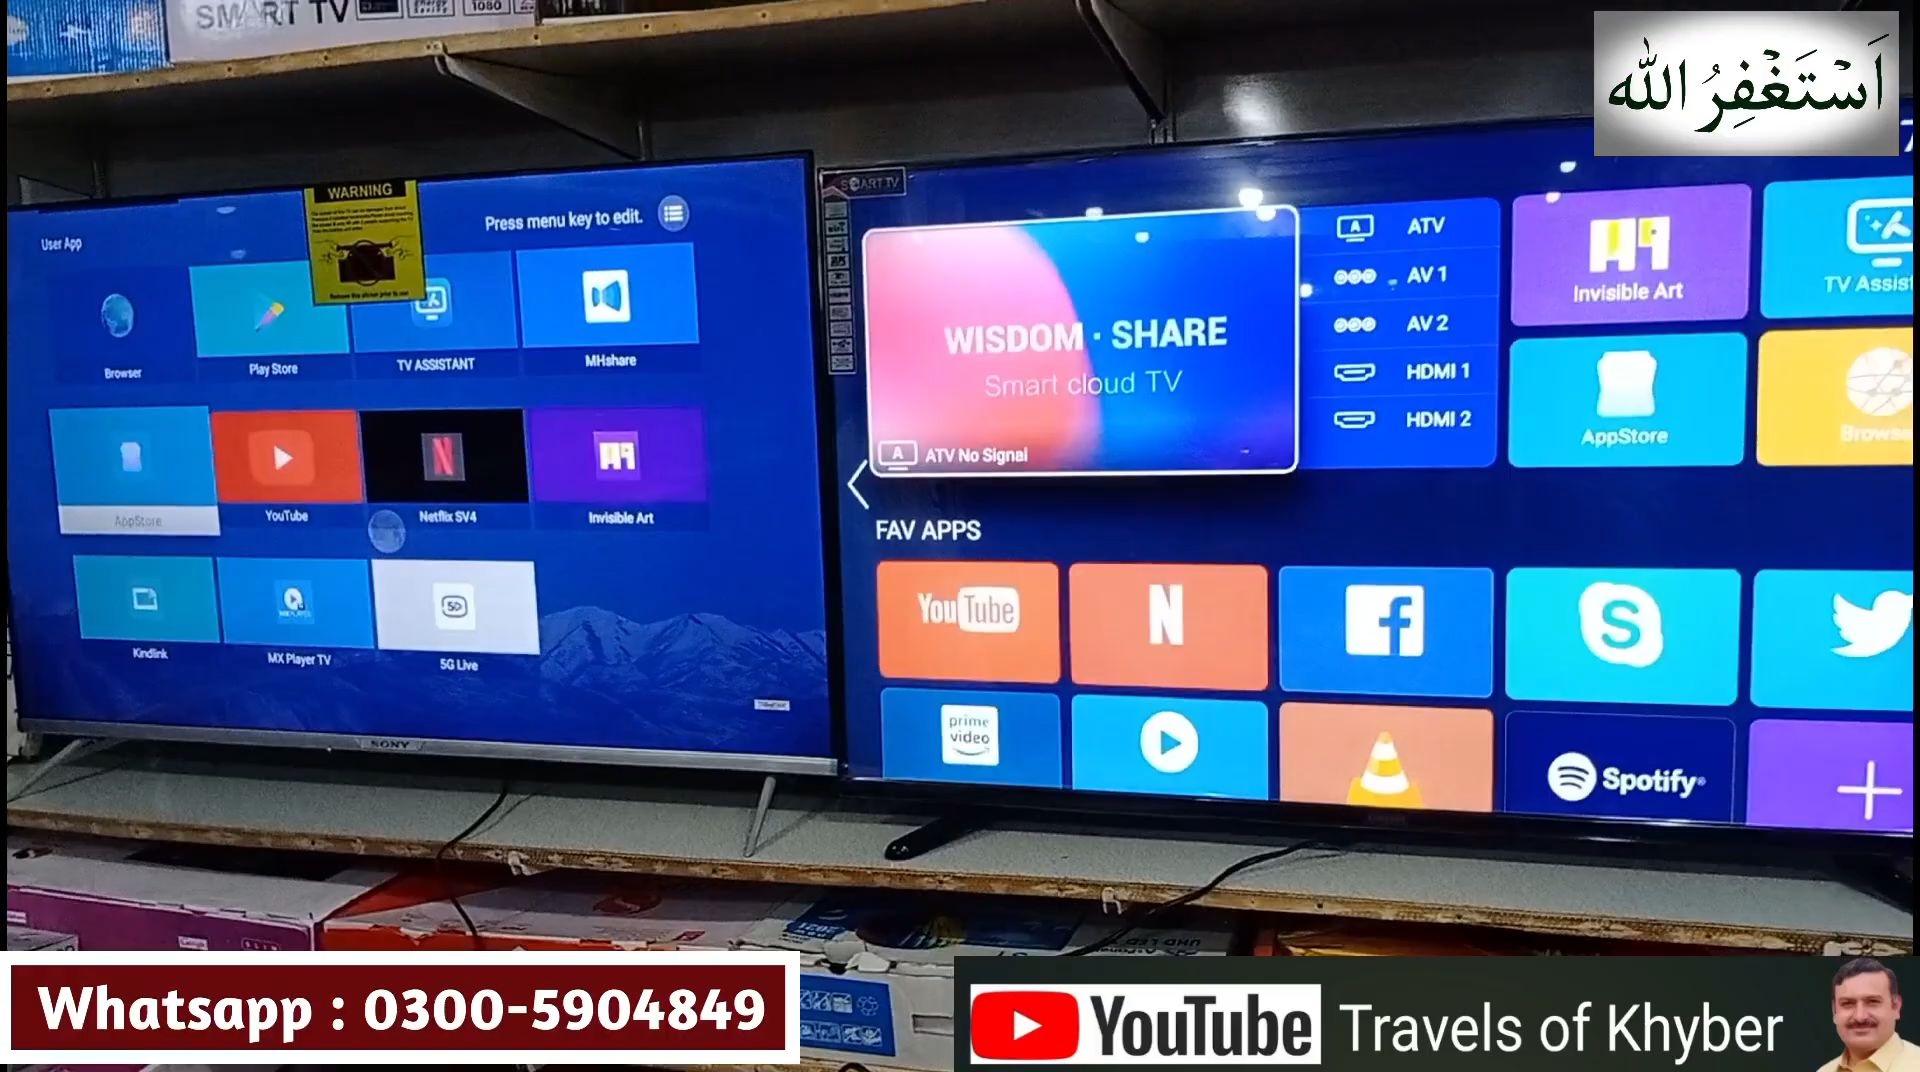 SMART TV
1080
اَسْتَغْفِرُ اللّٰه
WARNING
Press menu key to edit.
User App
Browser
Play Store
TV ASSISTANT
MHshare
AppStore
YouTube
Netflix SV4
Invisible Art
Kindlink
MX Player TV
5G Live
SONY
SMART TV
WISDOM · SHARE
Smart cloud TV
ATV No Signal
ATV
AV 1
AV 2
HDMI 1
HDMI 2
Invisible Art
TV Assist
AppStore
Browse
FAV APPS
YouTube
N
prime video
Spotify
SLIM
Whatsapp : 0300-5904849
YouTube Travels of Khyber